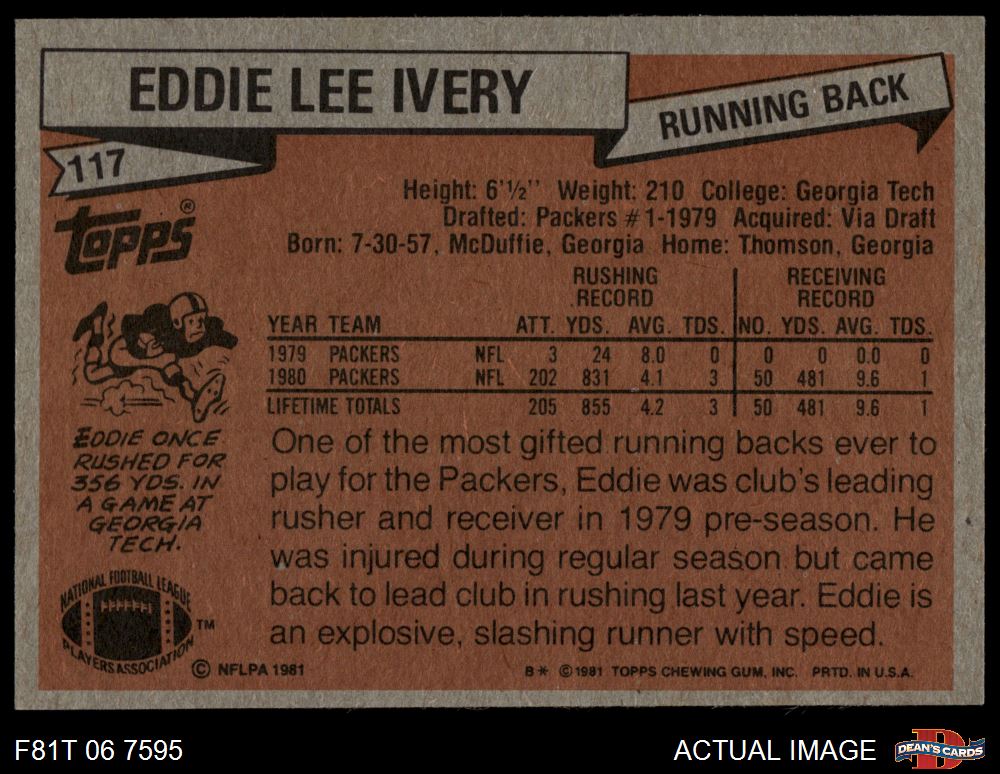 EDDIE LEE IVERY
RUNNING BACK
117
TOPPS®
Height: 6'½" Weight: 210 College: Georgia Tech
Drafted: Packers #1-1979 Acquired: Via Draft
Born: 7-30-57, McDuffie, Georgia Home: Thomson, Georgia
RUSHING RECORD RECEIVING RECORD
YEAR TEAM ATT. YDS. AVG. TDS. NO. YDS. AVG. TDS.
1979 PACKERS NFL 3 24 8.0 0 0 0 0.0 0
1980 PACKERS NFL 202 831 4.1 3 50 481 9.6 1
LIFETIME TOTALS 205 855 4.2 3 50 481 9.6 1
EDDIE ONCE
RUSHED FOR
356 YDS. IN
A GAME AT
GEORGIA
TECH.
One of the most gifted running backs ever to
play for the Packers, Eddie was club's leading
rusher and receiver in 1979 pre-season. He
was injured during regular season but came
back to lead club in rushing last year. Eddie is
an explosive, slashing runner with speed.
NATIONAL FOOTBALL LEAGUE
PLAYERS ASSOCIATION
TM
© NFLPA 1981
B* © 1981 TOPPS CHEWING GUM, INC. PRTD. IN U.S.A.
F81T 06 7595
ACTUAL IMAGE
D
DEAN'S CARDS